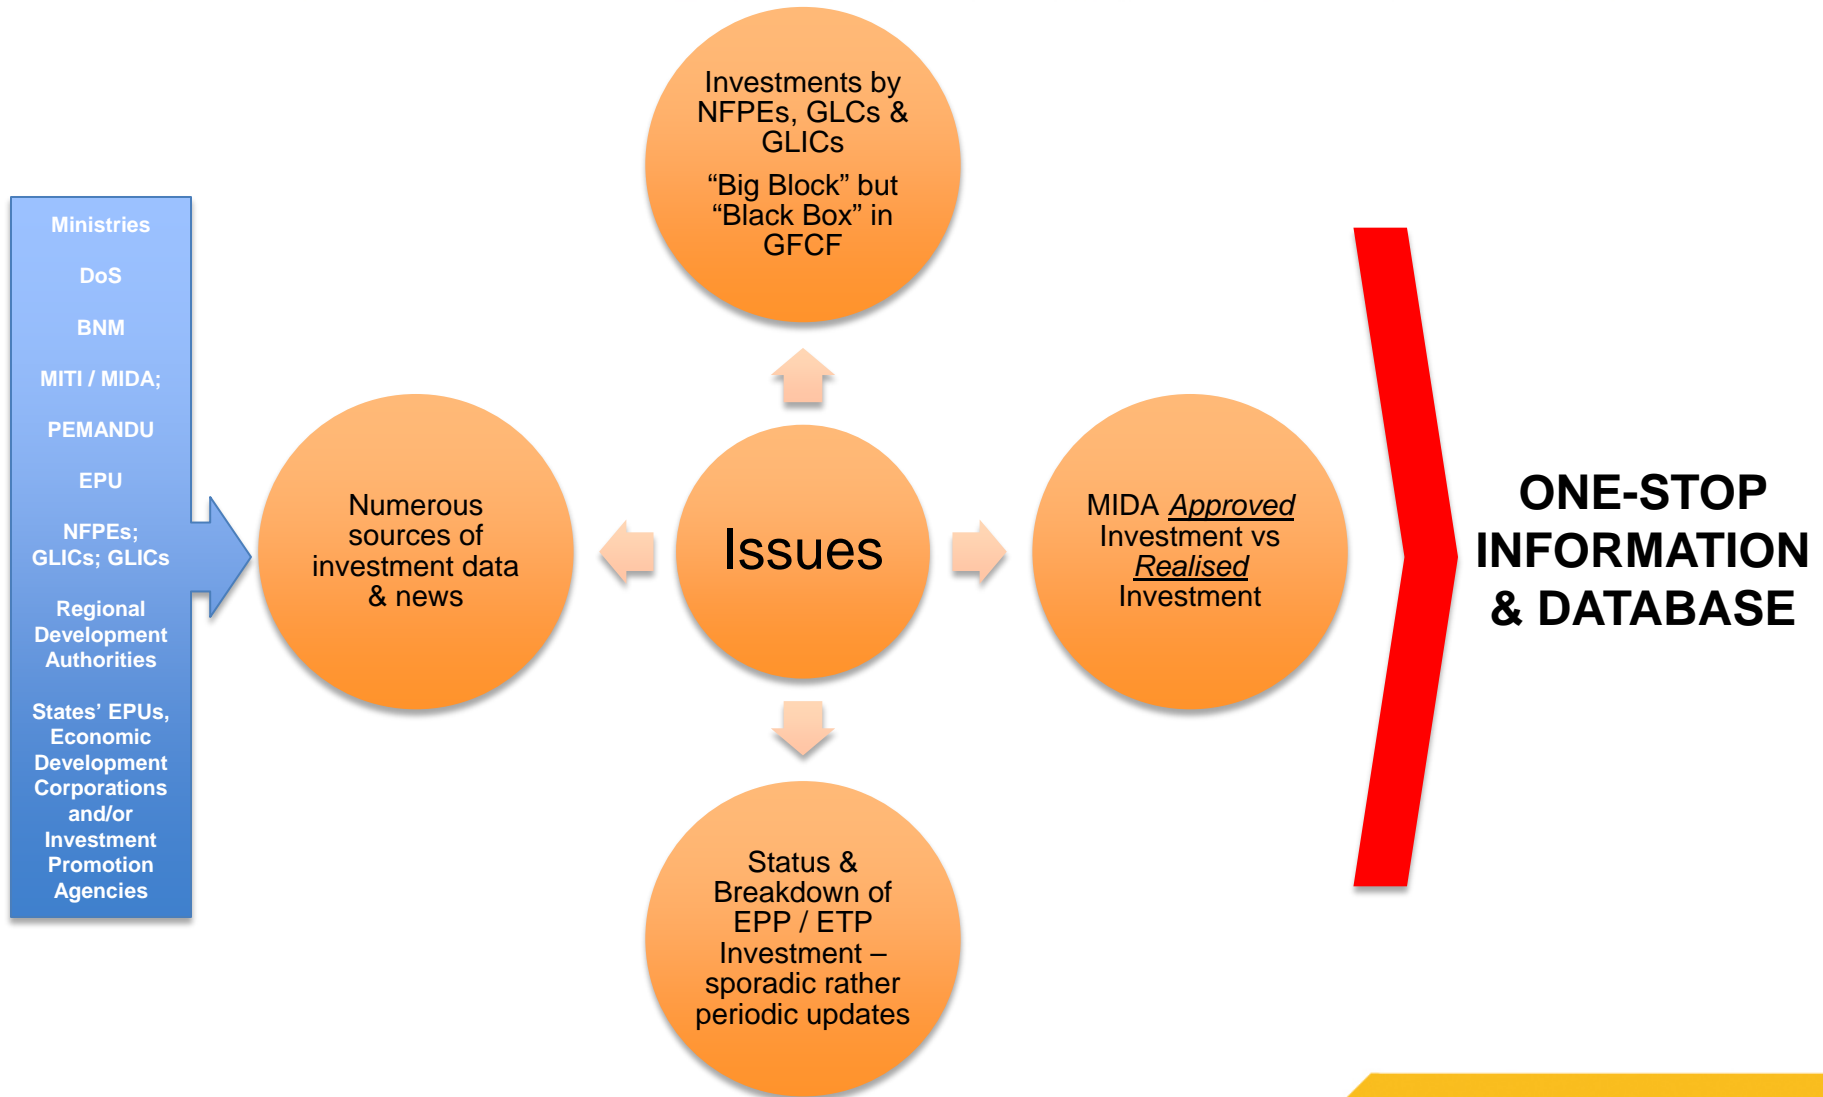 Ministries
DoS
BNM
MITI / MIDA;
PEMANDU
EPU
NFPEs;
GLICs; GLICs
Regional
Development
Authorities
States’ EPUs,
Economic
Development
Corporations
and/or
Investment
Promotion
Agencies
Numerous
sources of
investment data
& news
Investments by
NFPEs, GLCs &
GLICs
“Big Block” but
“Black Box” in
GFCF
Issues
Status &
Breakdown of
EPP / ETP
Investment –
sporadic rather
periodic updates
MIDA Approved
Investment vs
Realised
Investment
ONE-STOP
INFORMATION
& DATABASE